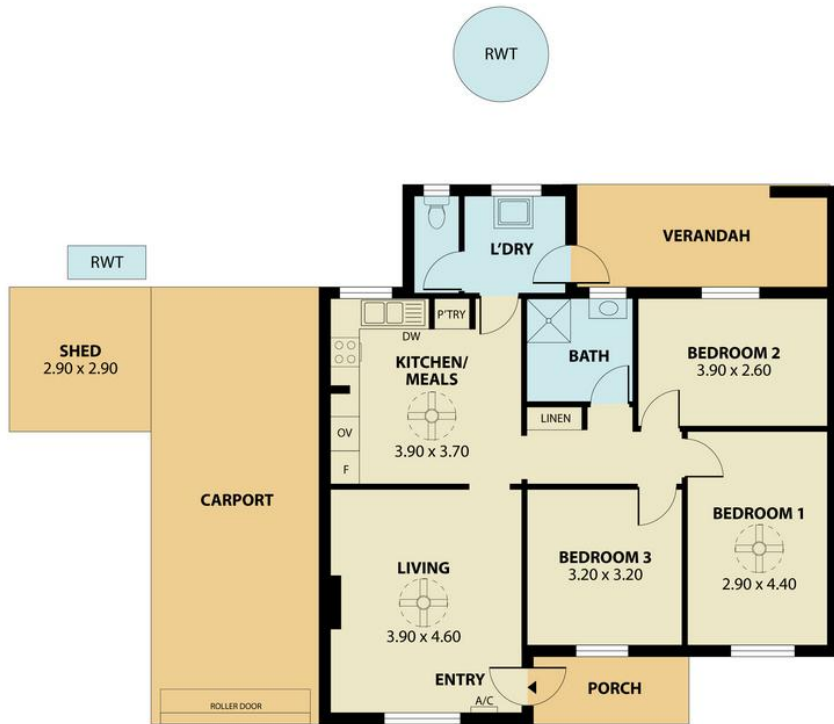 RWT
L'DRY
VERANDAH
RWT
P'TRY
DW
SHED
2.90 x 2.90
KITCHEN/
MEALS
3.90 x 3.70
BATH
BEDROOM 2
3.90 x 2.60
LINEN
OV
F
CARPORT
BEDROOM 1
2.90 x 4.40
LIVING
3.90 x 4.60
BEDROOM 3
3.20 x 3.20
ENTRY
A/C
PORCH
ROLLER DOOR